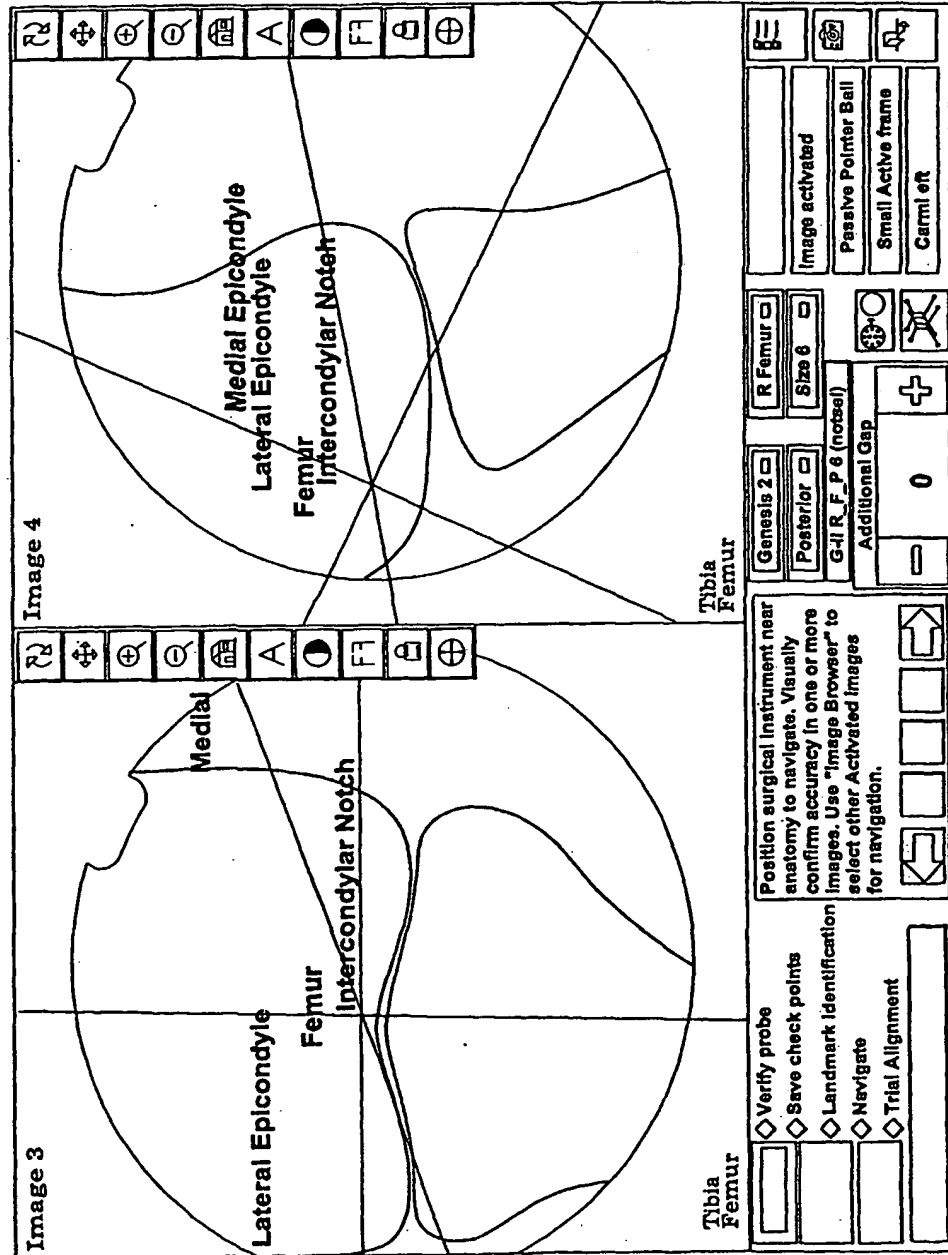 Image 3
Medial
Lateral Epicondyle
Femur
Intercondylar Notch
Tibia
Femur
A
Image 4
Medial Epicondyle
Lateral Epicondyle
Femur
Intercondylar Notch
Tibia
Femur
A
Verify probe
Save check points
Landmark Identification
Navigate
Trial Alignment
Position surgical instrument near
anatomy to navigate. Visually
confirm accuracy in one or more
images. Use "Image Browser" to
select other Activated images
for navigation.
Genesis 2
R Femur
Posterior
Size 6
G-II R_F_P 6 (notsel)
Additional Gap
0
Image activated
Passive Pointer Ball
Small Active frame
Carml eft